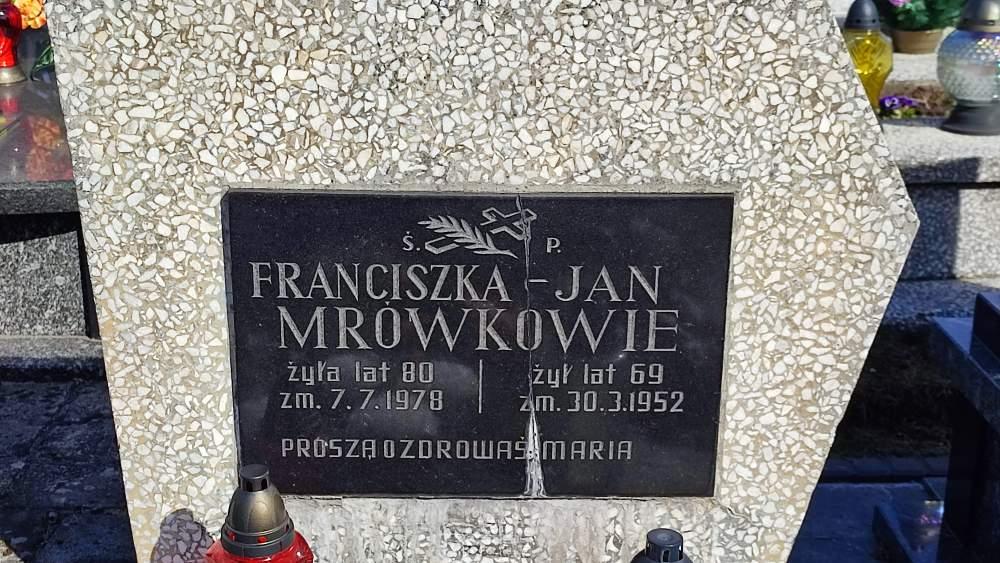 Ś. P.
FRANCISZKA - JAN
MRÓWKOWIE
żyła lat 80 | żył lat 69
zm. 7.7.1978 | zm. 30.3.1952
PROSZĄ O ZDROWAŚ MARIA